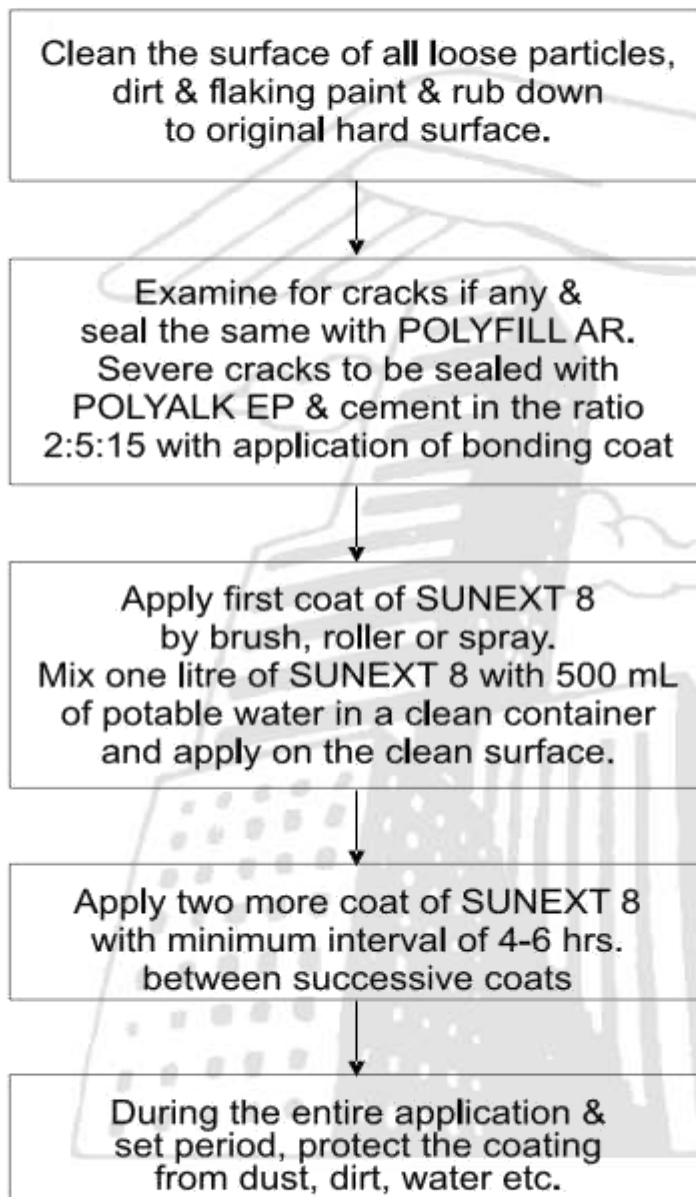 Clean the surface of all loose particles,
dirt & flaking paint & rub down
to original hard surface.
Examine for cracks if any &
seal the same with POLYFILL AR.
Severe cracks to be sealed with
POLYALK EP & cement in the ratio
2:5:15 with application of bonding coat
Apply first coat of SUNEXT 8
by brush, roller or spray.
Mix one litre of SUNEXT 8 with 500 mL
of potable water in a clean container
and apply on the clean surface.
Apply two more coat of SUNEXT 8
with minimum interval of 4-6 hrs.
between successive coats
During the entire application &
set period, protect the coating
from dust, dirt, water etc.